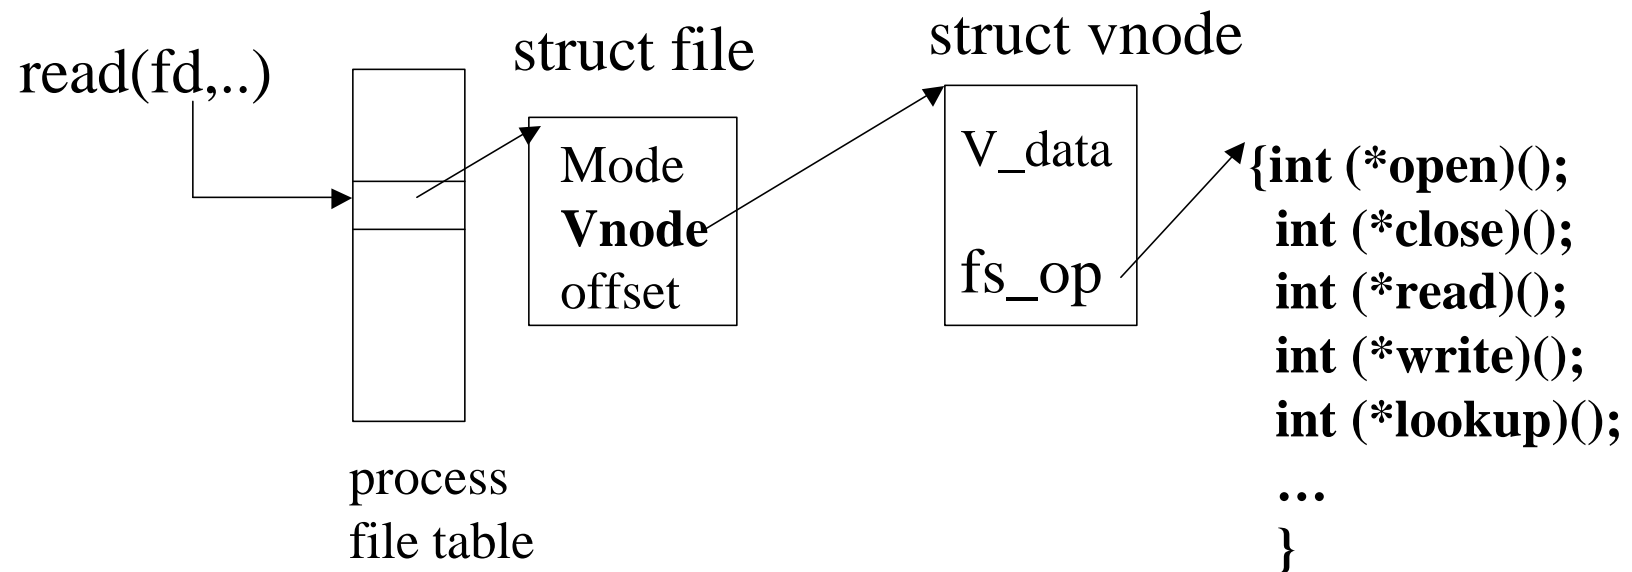 read(fd,..)
process
file table
struct file
Mode
Vnode
offset
struct vnode
V_data
fs_op
{int (*open)();
int (*close)();
int (*read)();
int (*write)();
int (*lookup)();
...
}